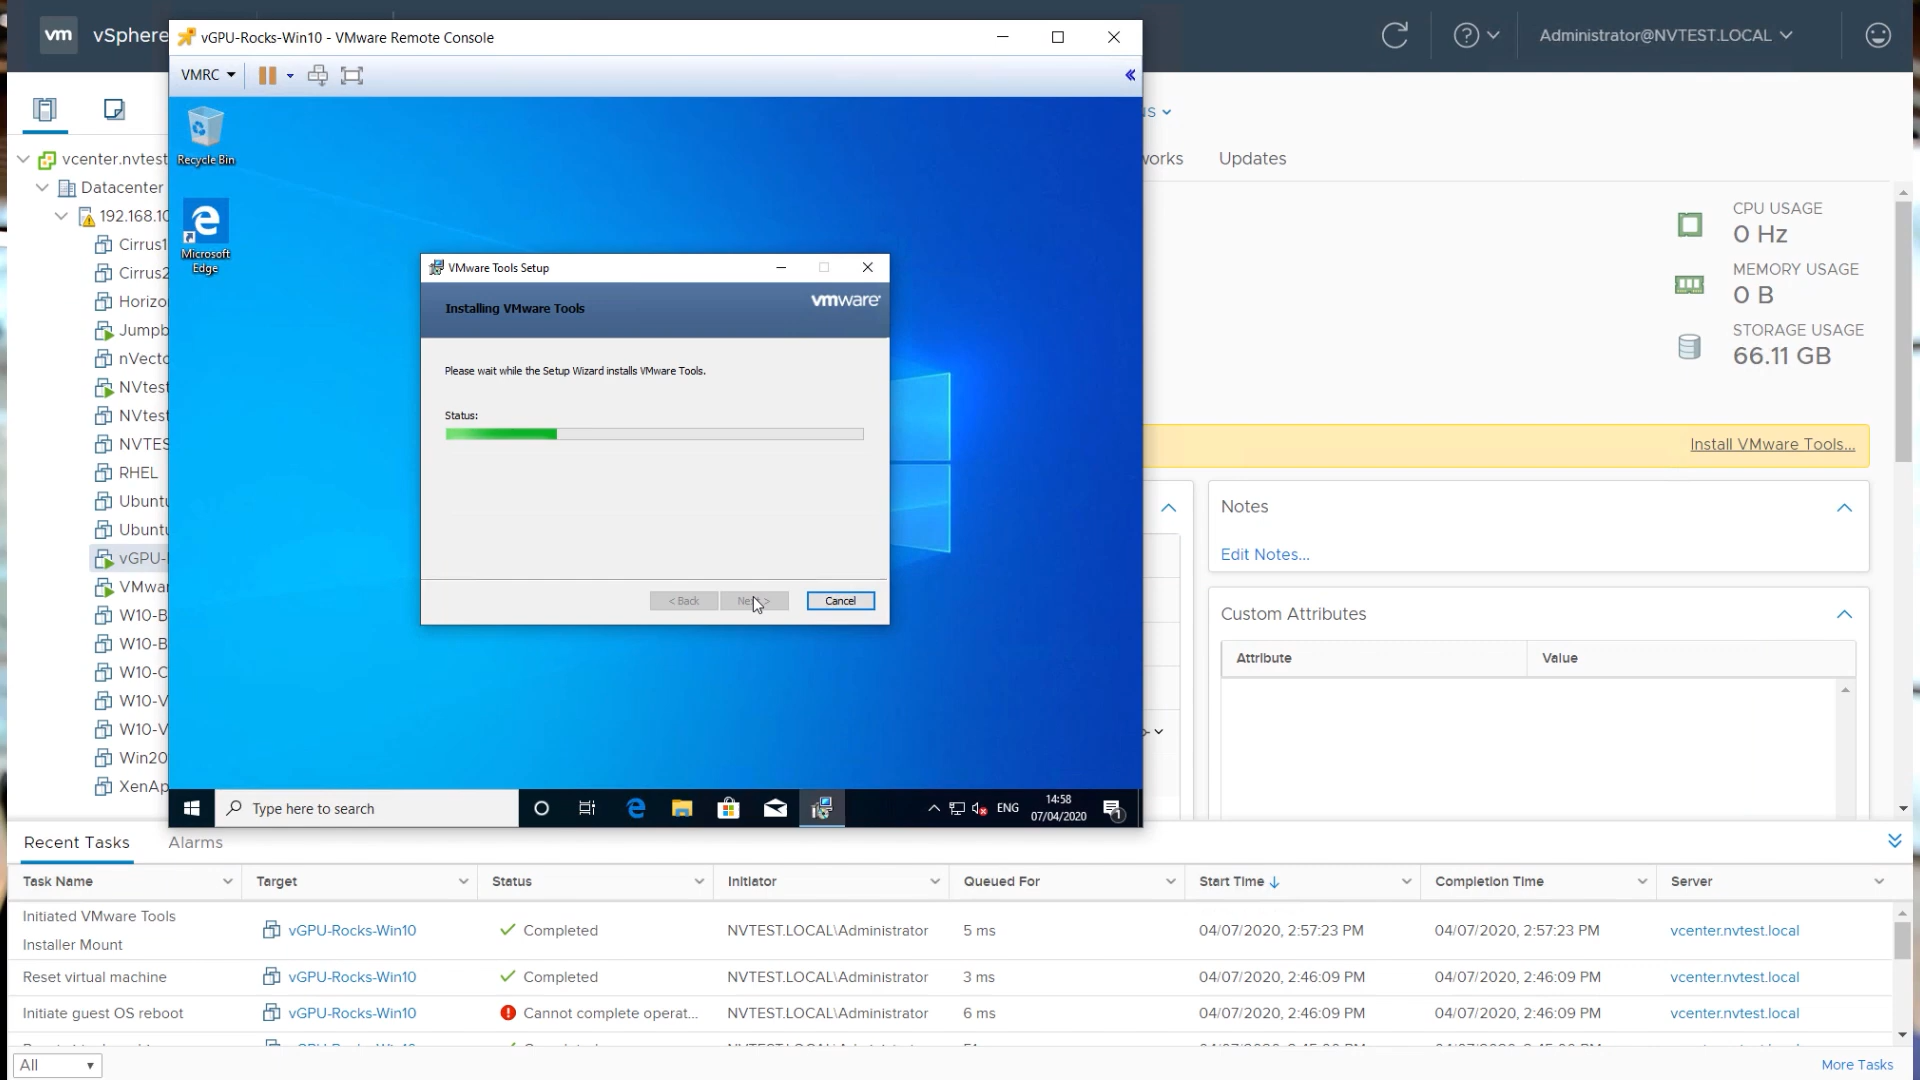 vm
vSphere
Administrator@NVTEST.LOCAL
vGPU-Rocks-Win10 - VMware Remote Console
VMRC
Recycle Bin
Microsoft
Edge
VMware Tools Setup
Installing VMware Tools
vmware
Please wait while the Setup Wizard installs VMware Tools.
Status:
< Back
Cancel
Type here to search
ENG
14:58
07/04/2020
1
vcenter.nvtest
Datacenter
192.168.10
Cirrus1
Cirrus2
Horizo
Jumpb
nVecto
NVtest
NVtest
NVTES
RHEL
Ubuntu
Ubuntu
vGPU-
VMwar
W10-B
W10-B
W10-C
W10-V
W10-V
Win20
XenAp
Updates
CPU USAGE
0 Hz
MEMORY USAGE
0 B
STORAGE USAGE
66.11 GB
Install VMware Tools...
Notes
Edit Notes...
Custom Attributes
Attribute Value
Recent Tasks Alarms
Task Name Target Status Initiator Queued For Start Time Completion Time Server
Initiated VMware Tools
Installer Mount
vGPU-Rocks-Win10 Completed NVTEST.LOCAL\Administrator 5 ms 04/07/2020, 2:57:23 PM 04/07/2020, 2:57:23 PM vcenter.nvtest.local
Reset virtual machine vGPU-Rocks-Win10 Completed NVTEST.LOCAL\Administrator 3 ms 04/07/2020, 2:46:09 PM 04/07/2020, 2:46:09 PM vcenter.nvtest.local
Initiate guest OS reboot vGPU-Rocks-Win10 Cannot complete operat... NVTEST.LOCAL\Administrator 6 ms 04/07/2020, 2:46:09 PM 04/07/2020, 2:46:09 PM vcenter.nvtest.local
All
More Tasks